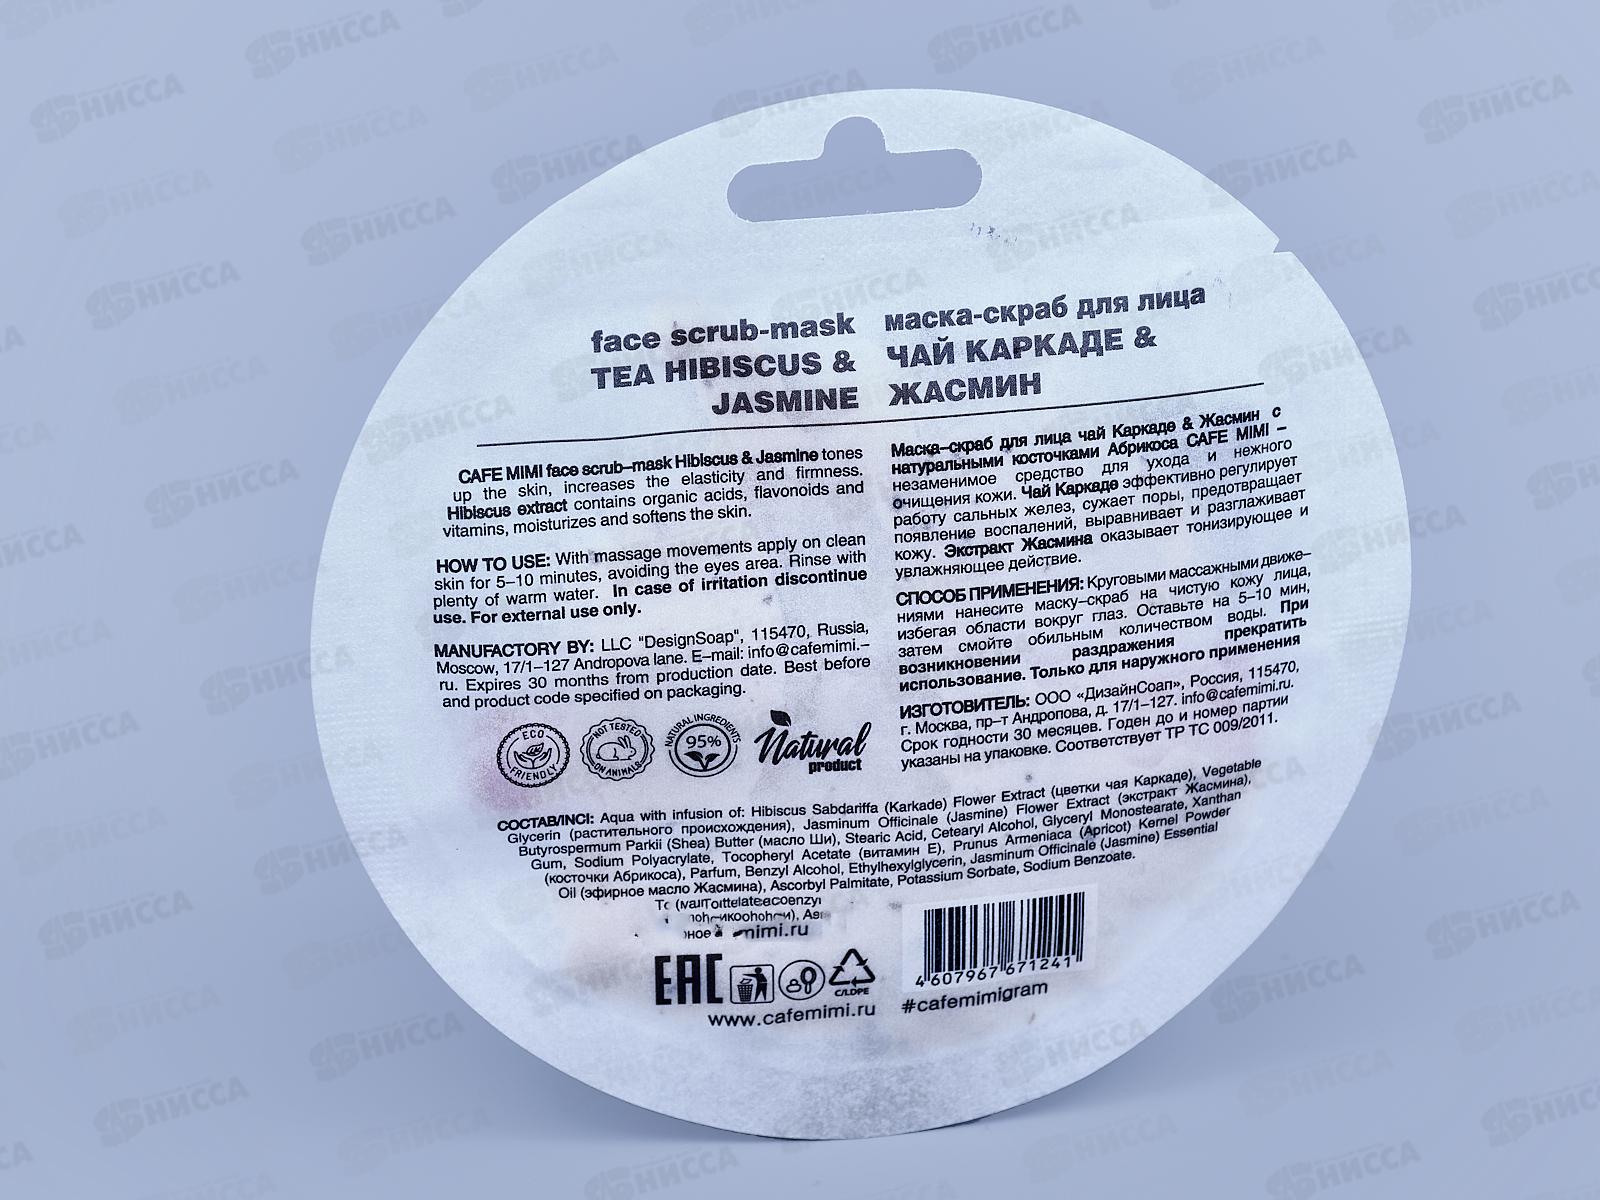 face scrub-mask
TEA HIBISCUS &
JASMINE
маска-скраб для лица
ЧАЙ КАРКАДЕ &
ЖАСМИН
CAFE MIMI face scrub–mask Hibiscus & Jasmine tones
up the skin, increases the elasticity and firmness.
Hibiscus extract contains organic acids, flavonoids and
vitamins, moisturizes and softens the skin.
HOW TO USE: With massage movements apply on clean
skin for 5–10 minutes, avoiding the eyes area. Rinse with
plenty of warm water. In case of irritation discontinue
use. For external use only.
MANUFACTORY BY: LLC "DesignSoap", 115470, Russia,
Moscow, 17/1–127 Andropova lane. E–mail: info@cafemimi.–
ru. Expires 30 months from production date. Best before
and product code specified on packaging.
Маска–скраб для лица чай Каркаде & Жасмин с
натуральными косточками Абрикоса CAFE MIMI –
незаменимое средство для ухода и нежного
очищения кожи. Чай Каркаде эффективно регулирует
работу сальных желез, сужает поры, предотвращает
появление воспалений, выравнивает и разглаживает
кожу. Экстракт Жасмина оказывает тонизирующее и
увлажняющее действие.
СПОСОБ ПРИМЕНЕНИЯ: Круговыми массажными движе–
ниями нанесите маску–скраб на чистую кожу лица,
избегая области вокруг глаз. Оставьте на 5–10 мин,
затем смойте обильным количеством воды. При
возникновении раздражения прекратить
использование. Только для наружного применения
ИЗГОТОВИТЕЛЬ: ООО «ДизайнСоап», Россия, 115470,
г. Москва, пр–т Андропова, д. 17/1–127. info@cafemimi.ru.
Срок годности 30 месяцев. Годен до и номер партии
указаны на упаковке. Соответствует ТР ТС 009/2011.
ECO
FRIENDLY
NOT TESTED
ON ANIMALS
NATURAL INGREDIENTS
95%
Natural
product
СОСТАВ/INCI: Aqua with infusion of: Hibiscus Sabdariffa (Karkade) Flower Extract (цветки чая Каркаде), Vegetable
Glycerin (растительного происхождения), Jasminum Officinale (Jasmine) Flower Extract (экстракт Жасмина),
Butyrospermum Parkii (Shea) Butter (масло Ши), Stearic Acid, Cetearyl Alcohol, Glyceryl Monostearate, Xanthan
Gum, Sodium Polyacrylate, Tocopheryl Acetate (витамин Е), Prunus Armeniaca (Apricot) Kernel Powder
(косточки Абрикоса), Parfum, Benzyl Alcohol, Ethylhexylglycerin, Jasminum Officinale (Jasmine) Essential
Oil (эфирное масло Жасмина), Ascorbyl Palmitate, Potassium Sorbate, Sodium Benzoate.
EAC
C/LDPE
www.cafemimi.ru
4 607967 671241
#cafemimigram
НИССА